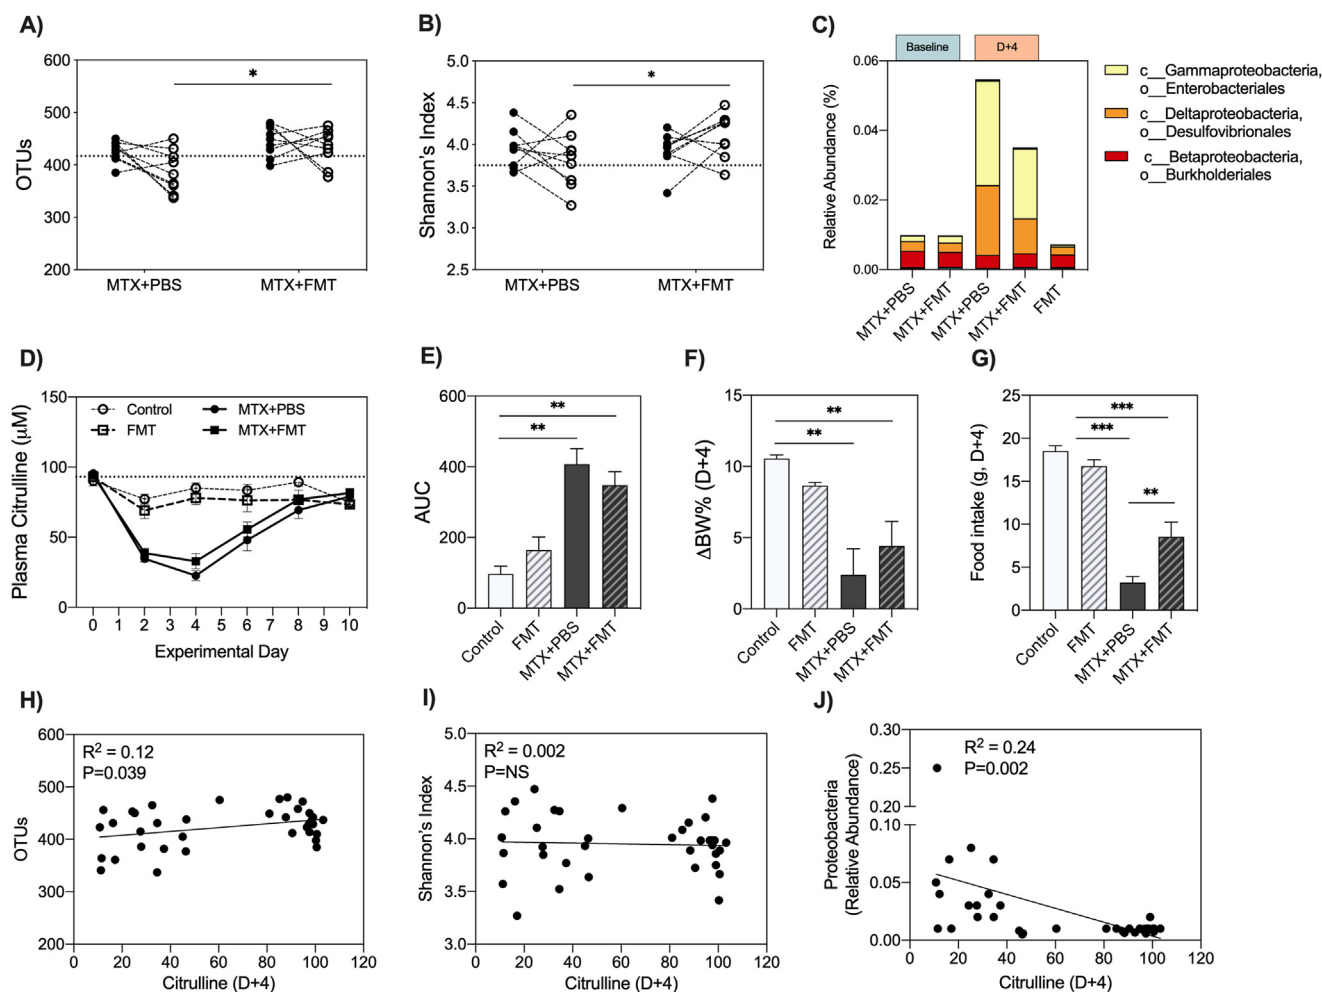 A)
600
500
400
300
200
OTUs
*
MTX+PBS
MTX+FMT
B)
5.0
4.5
4.0
3.5
3.0
2.5
Shannon's Index
*
MTX+PBS
MTX+FMT
C)
Baseline
D+4
0.06
0.04
0.02
0.00
Relative Abundance (%)
MTX+PBS
MTX+FMT
MTX+PBS
MTX+FMT
FMT
c__Gammaproteobacteria,
o__Enterobacteriales
c__Deltaproteobacteria,
o__Desulfovibrionales
c__Betaproteobacteria,
o__Burkholderiales
D)
150
100
50
0
Plasma Citrulline (μM)
Control
FMT
MTX+PBS
MTX+FMT
0 1 2 3 4 5 6 7 8 9 10
Experimental Day
E)
600
400
200
0
AUC
**
**
Control
FMT
MTX+PBS
MTX+FMT
F)
15
10
5
0
ΔBW% (D+4)
**
**
Control
FMT
MTX+PBS
MTX+FMT
G)
25
20
15
10
5
0
Food intake (g, D+4)
***
***
**
Control
FMT
MTX+PBS
MTX+FMT
H)
600
500
400
300
200
OTUs
R² = 0.12
P=0.039
0 20 40 60 80 100 120
Citrulline (D+4)
I)
5.0
4.5
4.0
3.5
3.0
Shannon's Index
R² = 0.002
P=NS
0 20 40 60 80 100 120
Citrulline (D+4)
J)
0.30
0.25
0.20
0.10
0.05
0.00
Proteobacteria
(Relative Abundance)
R² = 0.24
P=0.002
0 20 40 60 80 100 120
Citrulline (D+4)